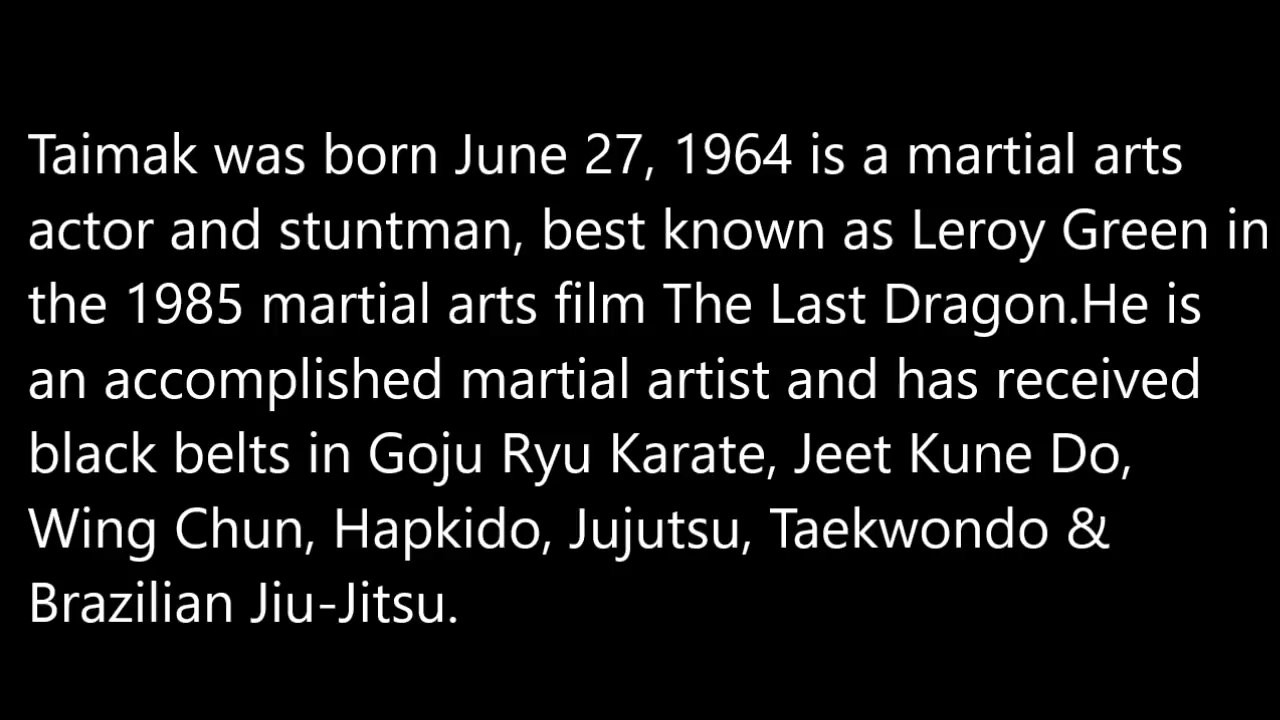 Taimak was born June 27, 1964 is a martial arts
actor and stuntman, best known as Leroy Green in
the 1985 martial arts film The Last Dragon.He is
an accomplished martial artist and has received
black belts in Goju Ryu Karate, Jeet Kune Do,
Wing Chun, Hapkido, Jujutsu, Taekwondo &
Brazilian Jiu-Jitsu.